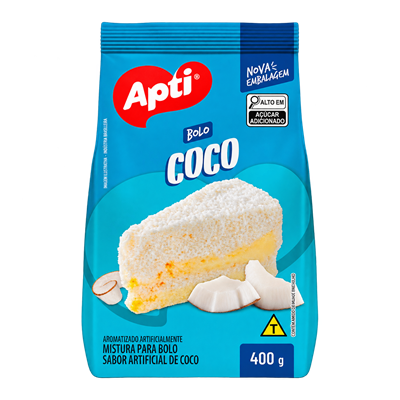 Apti®
NOVA
EMBALAGEM
ALTO EM
AÇÚCAR
ADICIONADO
BOLO
COCO
T
AROMATIZADO ARTIFICIALMENTE
MISTURA PARA BOLO
SABOR ARTIFICIAL DE COCO
400 g